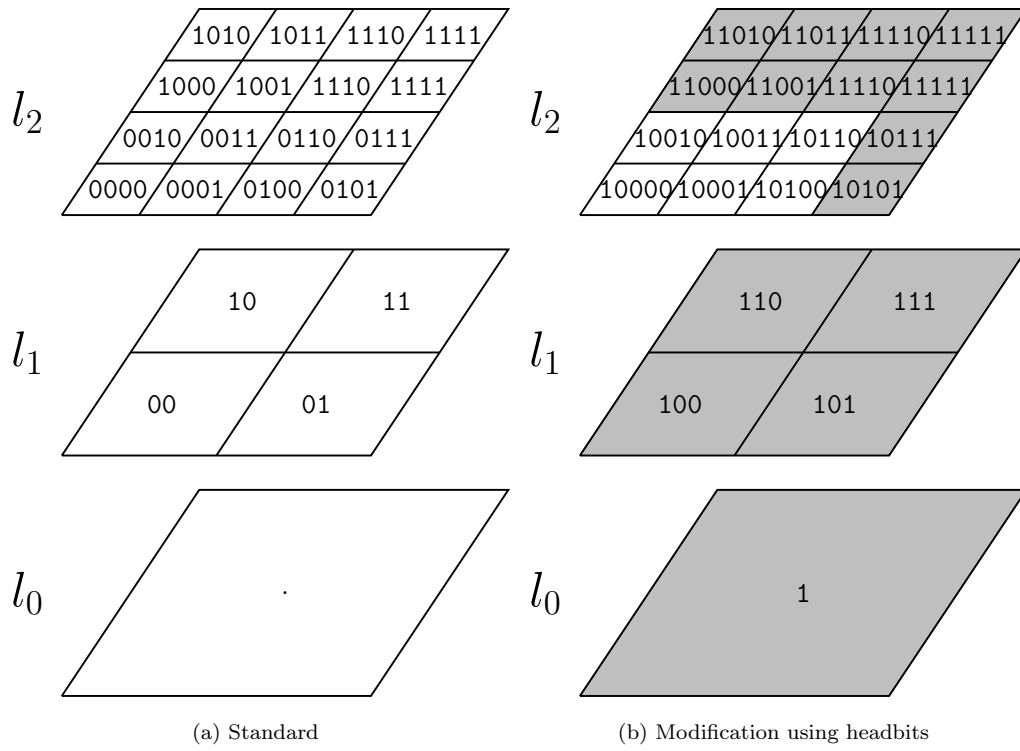 1010 1011 1110 1111
1000 1001 1110 1111
l2
0010 0011 0110 0111
0000 0001 0100 0101
10 11
l1
00 01
l0
.
(a) Standard
11010 11011 11110 11111
11000 11001 11110 11111
l2
10010 10011 10110 10111
10000 10001 10100 10101
110 111
l1
100 101
l0
1
(b) Modification using headbits